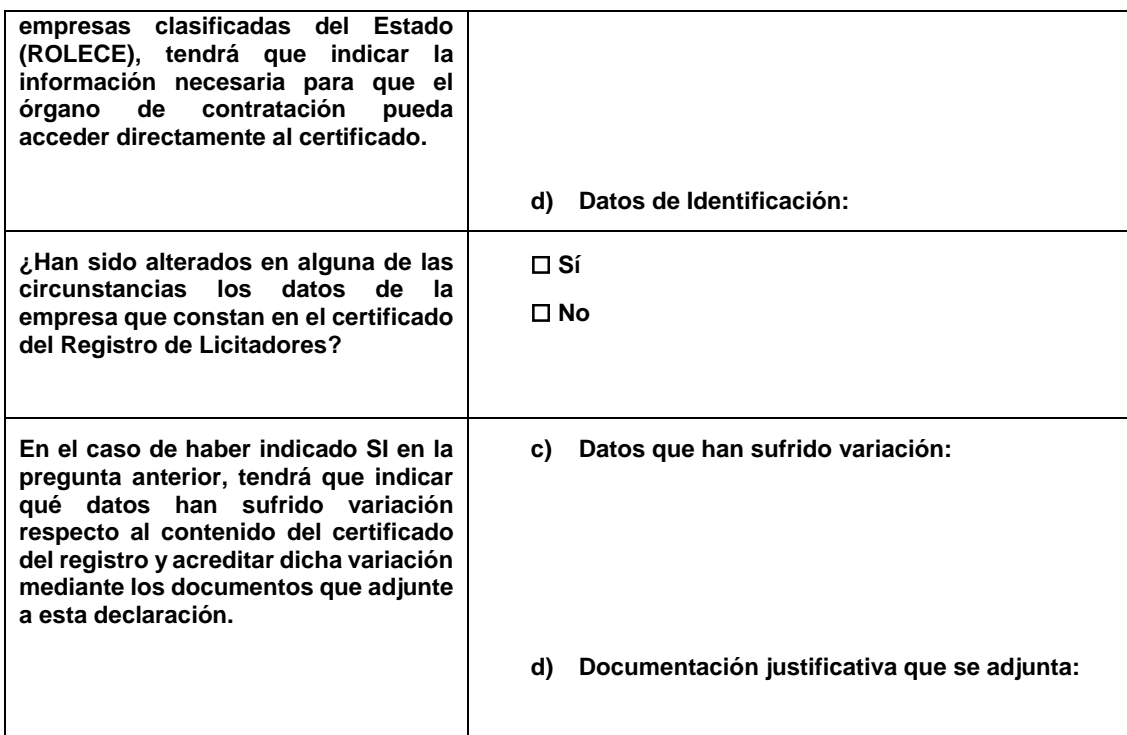 empresas clasificadas del Estado
(ROLECE), tendrá que indicar la
información necesaria para que el
órgano de contratación pueda
acceder directamente al certificado.
d) Datos de Identificación:
¿Han sido alterados en alguna de las
circunstancias los datos de la
empresa que constan en el certificado
del Registro de Licitadores?
☐ Sí
☐ No
En el caso de haber indicado SI en la
pregunta anterior, tendrá que indicar
qué datos han sufrido variación
respecto al contenido del certificado
del registro y acreditar dicha variación
mediante los documentos que adjunte
a esta declaración.
c) Datos que han sufrido variación:
d) Documentación justificativa que se adjunta: